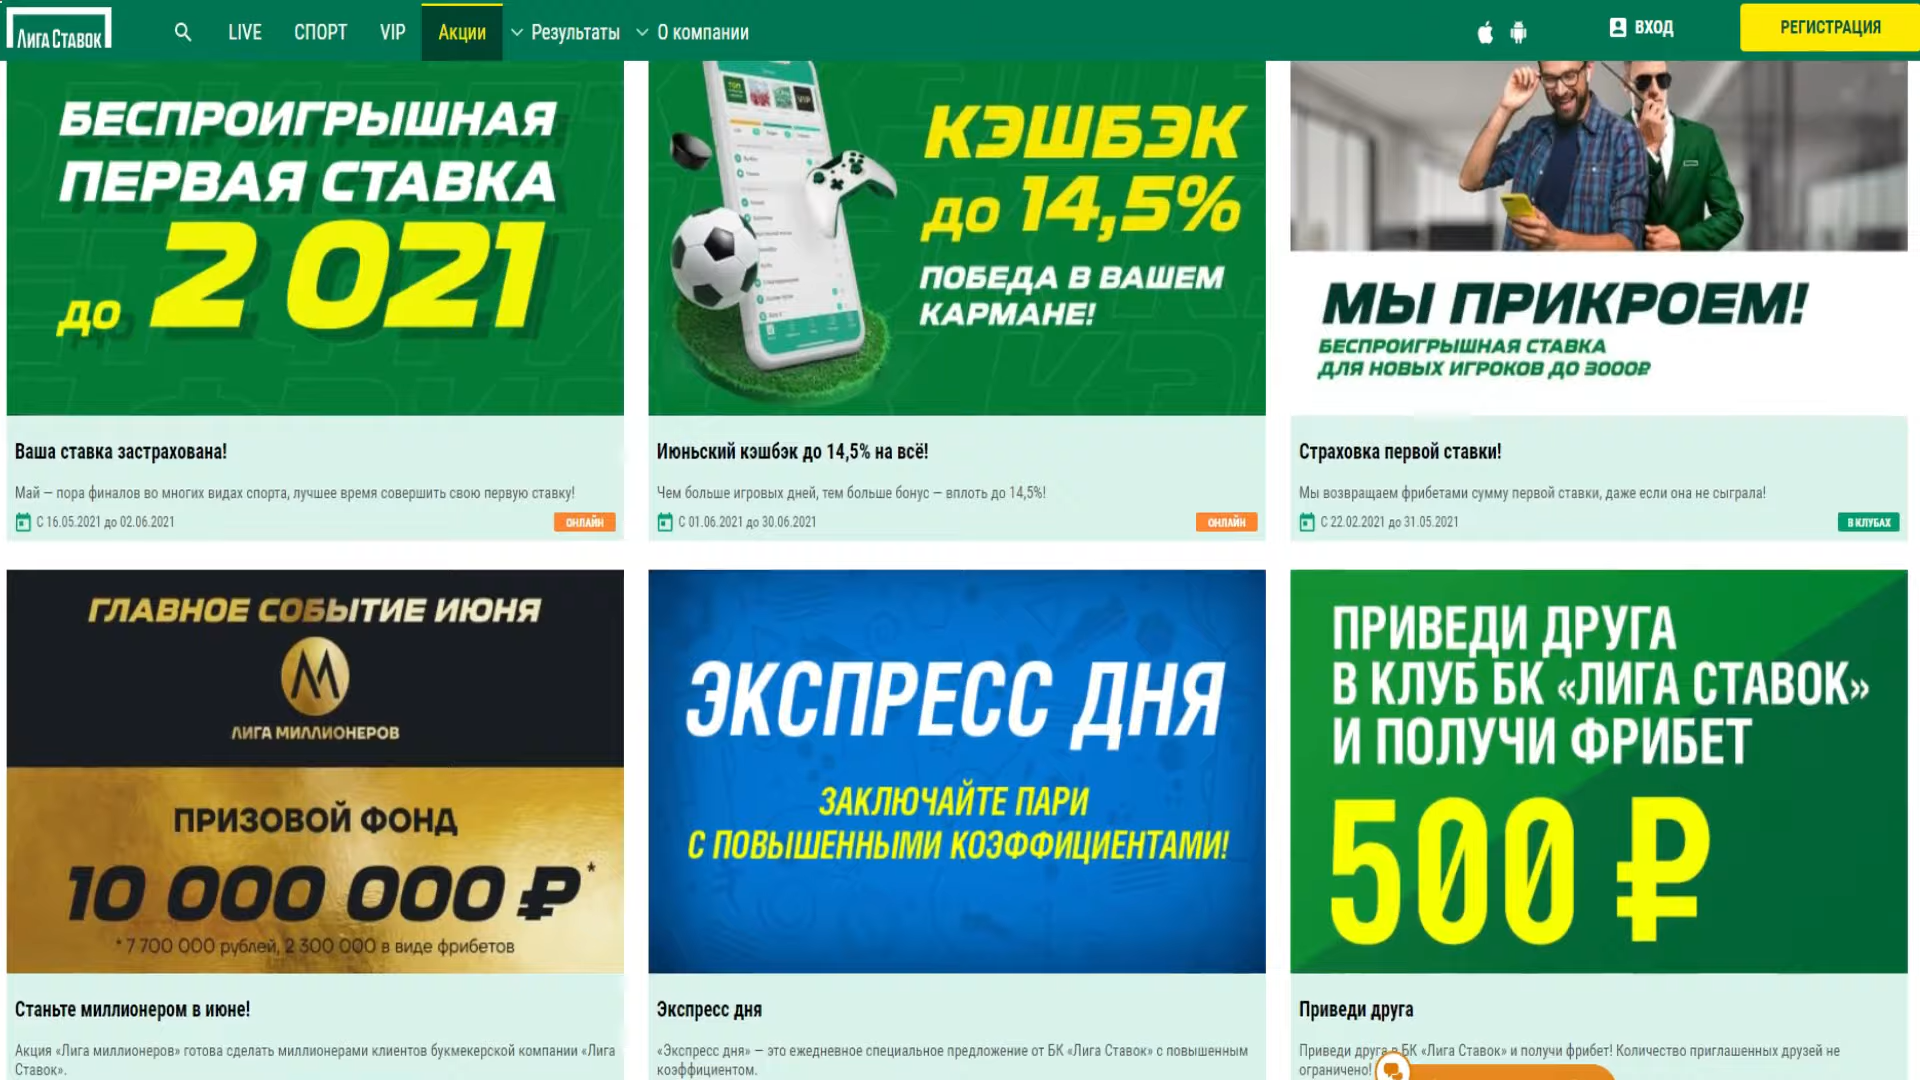 Лига Ставок
LIVE
СПОРТ
VIP
Акции
Результаты
О компании
ВХОД
РЕГИСТРАЦИЯ
БЕСПРОИГРЫШНАЯ
ПЕРВАЯ СТАВКА
до 2 021
Ваша ставка застрахована!
Май — пора финалов во многих видах спорта, лучшее время совершить свою первую ставку!
С 16.05.2021 до 02.06.2021
ОНЛАЙН
КЭШБЭК
до 14,5%
ПОБЕДА В ВАШЕМ
КАРМАНЕ!
Июньский кэшбэк до 14,5% на всё!
Чем больше игровых дней, тем больше бонус — вплоть до 14,5%!
С 01.06.2021 до 30.06.2021
ОНЛАЙН
МЫ ПРИКРОЕМ!
БЕСПРОИГРЫШНАЯ СТАВКА
ДЛЯ НОВЫХ ИГРОКОВ ДО 3000₽
Страховка первой ставки!
Мы возвращаем фрибетами сумму первой ставки, даже если она не сыграла!
С 22.02.2021 до 31.05.2021
В КЛУБАХ
ГЛАВНОЕ СОБЫТИЕ ИЮНЯ
ЛИГА МИЛЛИОНЕРОВ
ПРИЗОВОЙ ФОНД
10 000 000 ₽*
* 7 700 000 рублей, 2 300 000 в виде фрибетов
Станьте миллионером в июне!
Акция «Лига миллионеров» готова сделать миллионерами клиентов букмекерской компании «Лига
Ставок».
ЭКСПРЕСС ДНЯ
ЗАКЛЮЧАЙТЕ ПАРИ
С ПОВЫШЕННЫМИ КОЭФФИЦИЕНТАМИ!
Экспресс дня
«Экспресс дня» — это ежедневное специальное предложение от БК «Лига Ставок» с повышенным
коэффициентом.
ПРИВЕДИ ДРУГА
В КЛУБ БК «ЛИГА СТАВОК»
И ПОЛУЧИ ФРИБЕТ
500 ₽
Приведи друга
Приведи друга в БК «Лига Ставок» и получи фрибет! Количество приглашенных друзей не
ограничено!